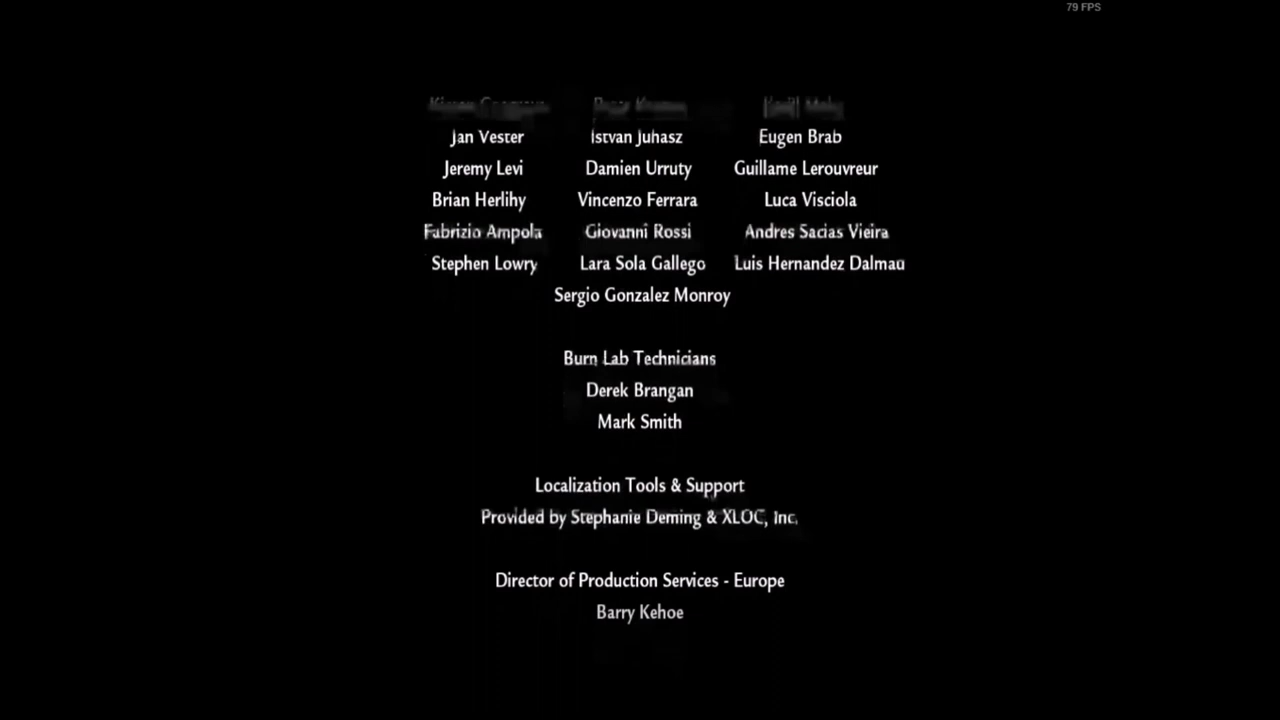 79 FPS
Jan Vester Istvan Juhasz Eugen Brab
Jeremy Levi Damien Urruty Guillame Lerouvreur
Brian Herlihy Vincenzo Ferrara Luca Visciola
Fabrizio Ampola Giovanni Rossi Andres Sacias Vieira
Stephen Lowry Lara Sola Gallego Luis Hernandez Dalmau
Sergio Gonzalez Monroy
Burn Lab Technicians
Derek Brangan
Mark Smith
Localization Tools & Support
Provided by Stephanie Deming & XLOC, Inc.
Director of Production Services - Europe
Barry Kehoe